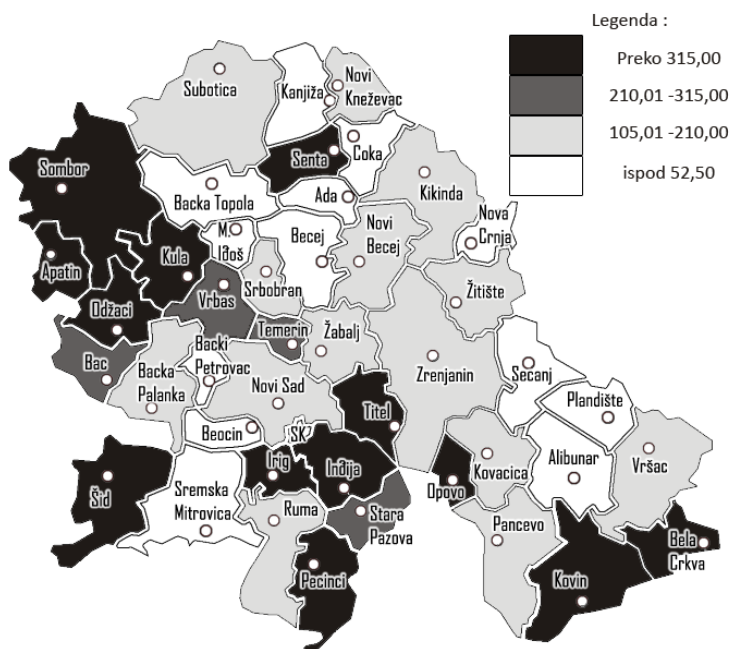 Legenda :
Preko 315,00
210,01 -315,00
105,01 -210,00
ispod 52,50
Subotica
Kanjiža
Novi
Kneževac
Senta
Coka
Sombor
Backa Topola
Ada
Kikinda
Nova
Crnja
M.
Iđoš
Becej
Novi
Becej
Kula
Apatin
Srbobran
Vrbas
Žitište
Odžaci
Temerin
Žabalj
Bac
Backa
Palanka
Backi
Petrovac
Zrenjanin
Secanj
Novi Sad
Titel
Plandište
Beocin
SK
Irig
Inđija
Kovacica
Alibunar
Vršac
Šid
Opovo
Sremska
Mitrovica
Ruma
Stara
Pazova
Pancevo
Bela
Crkva
Pecinci
Kovin